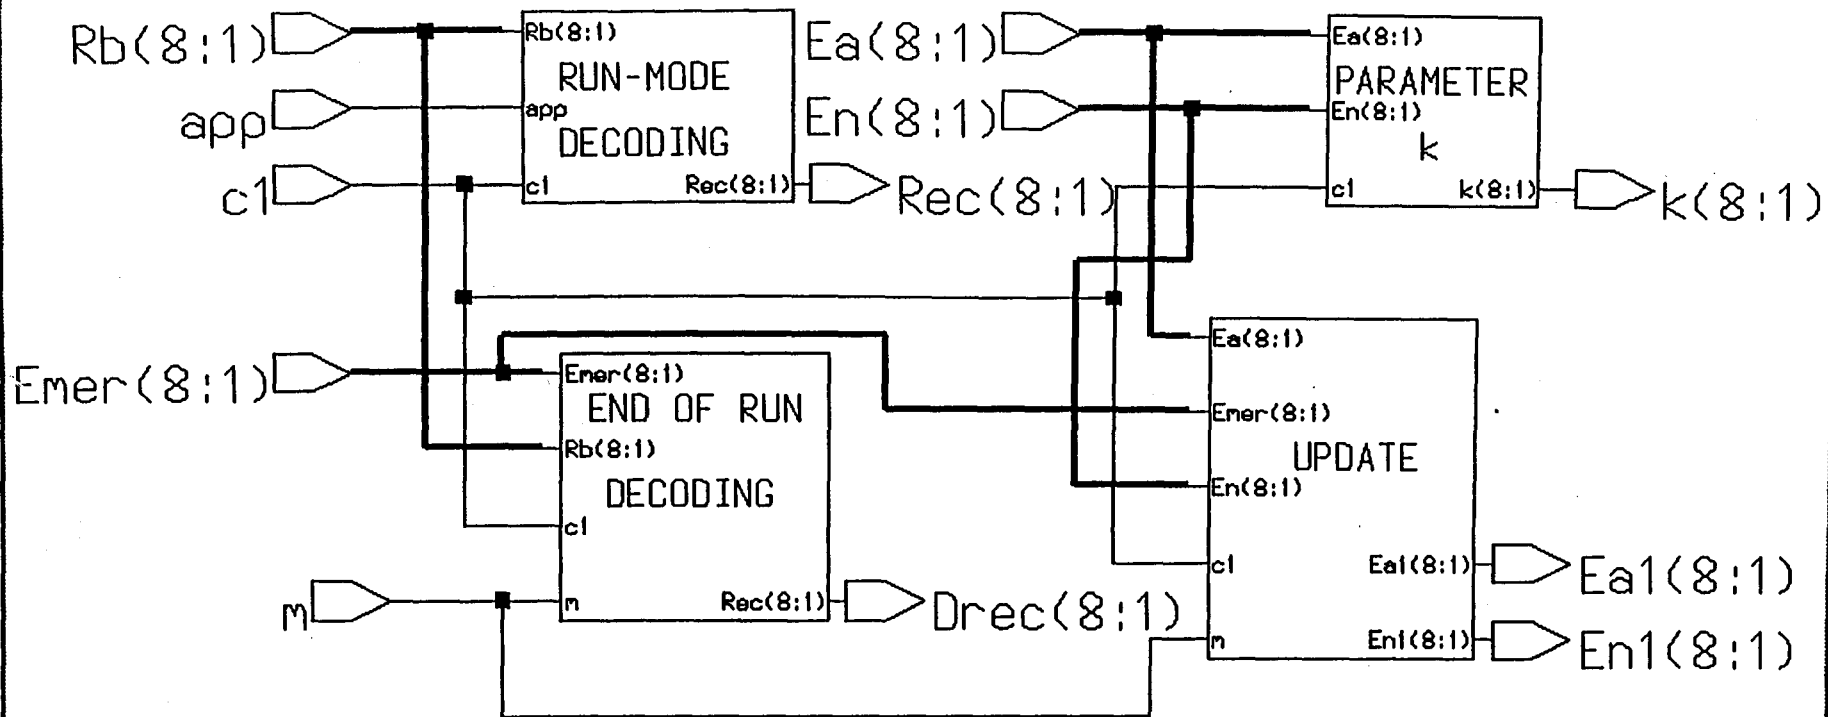 Rb(8:1)
app
c1
Rb(8:1)
RUN-MODE
app
DECODING
c1
Rec(8:1)
Rec(8:1)
Ea(8:1)
En(8:1)
Ea(8:1)
PARAMETER
En(8:1)
k
c1
k(8:1)
k(8:1)
Emer(8:1)
m
Emer(8:1)
END OF RUN
Rb(8:1)
DECODING
c1
m
Rec(8:1)
Drec(8:1)
Ea(8:1)
Emer(8:1)
UPDATE
En(8:1)
c1
Ea1(8:1)
m
En1(8:1)
Ea1(8:1)
En1(8:1)